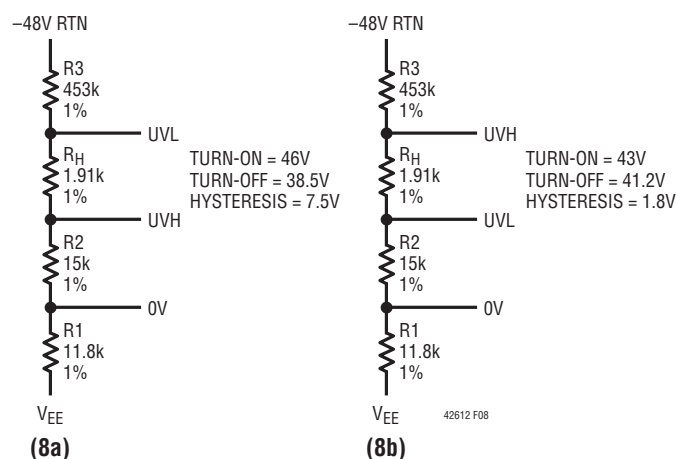 –48V RTN
R3
453k
1%
UVL
RH
1.91k
1%
TURN-ON = 46V
TURN-OFF = 38.5V
HYSTERESIS = 7.5V
UVH
R2
15k
1%
0V
R1
11.8k
1%
VEE
(8a)
–48V RTN
R3
453k
1%
UVH
RH
1.91k
1%
TURN-ON = 43V
TURN-OFF = 41.2V
HYSTERESIS = 1.8V
UVL
R2
15k
1%
0V
R1
11.8k
1%
VEE
42612 F08
(8b)